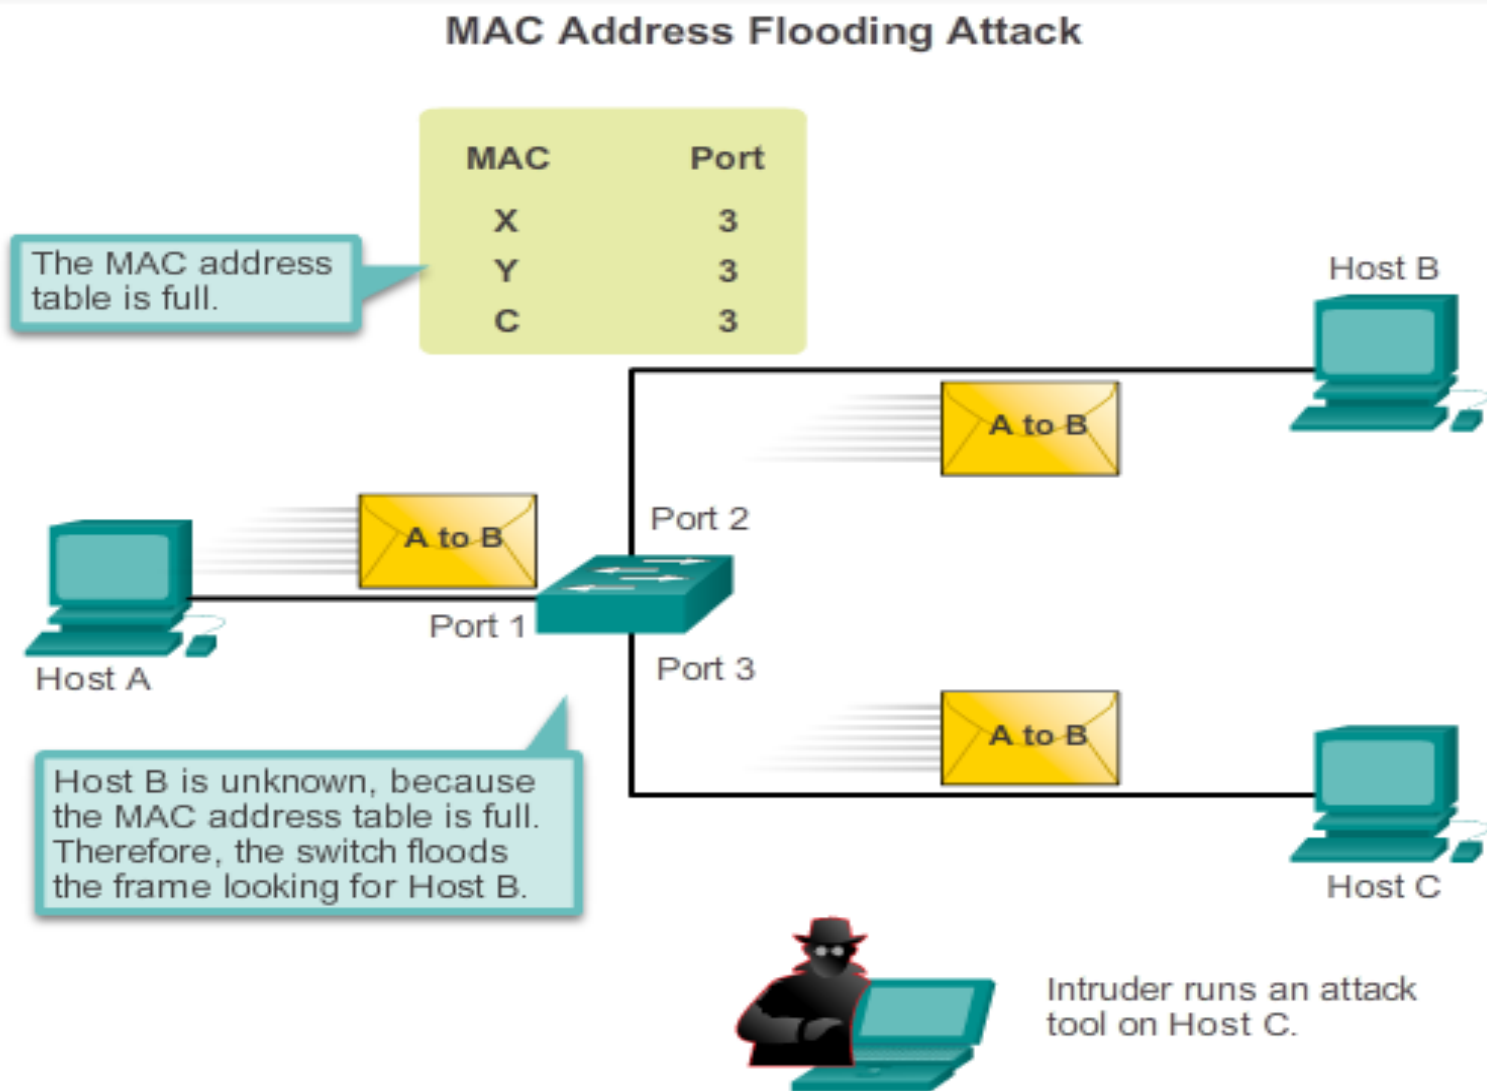 MAC Address Flooding Attack
MAC Port
X 3
Y 3
C 3
The MAC address
table is full.
Host B
A to B
A to B
Port 2
Port 1
Host A
Port 3
A to B
Host B is unknown, because
the MAC address table is full.
Therefore, the switch floods
the frame looking for Host B.
Host C
Intruder runs an attack
tool on Host C.